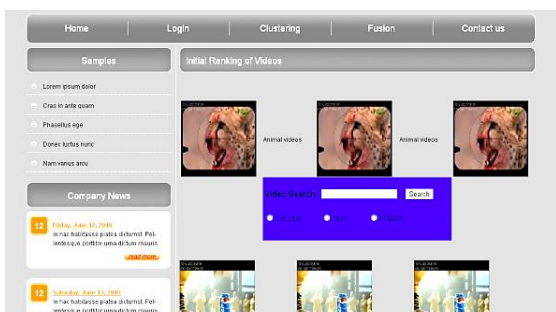 Home
Login
Clustering
Fusion
Contact us
Samples
Lorem ipsum dolor
Cras in ante quam
Phasellus ege
Donec luctus nunc
Nam varius arcu
Company News
12
Friday, June 12, 2010
In hac habitasse platea dictumst. Pel-
lentesque porttitor urna dictum mauris
read more
12
Saturday, June 13, 2010
In hac habitasse platea dictumst. Pel-
lentesque porttitor urna dictum mauris
Initial Ranking of Videos
Animal videos
Animal videos
Video Search
Search